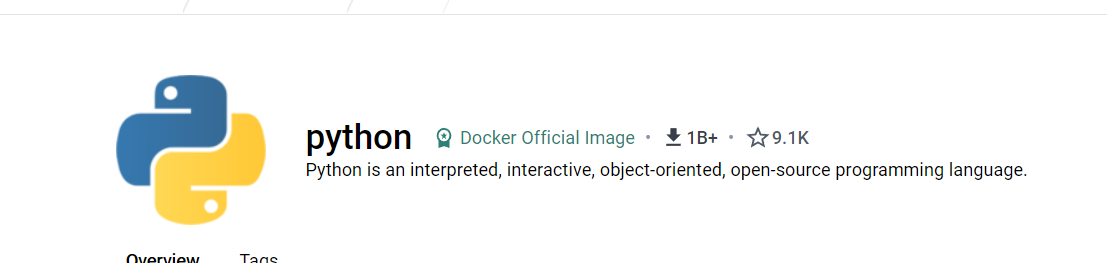 python Docker Official Image • 1B+ • 9.1K
Python is an interpreted, interactive, object-oriented, open-source programming language.
Overview Tags